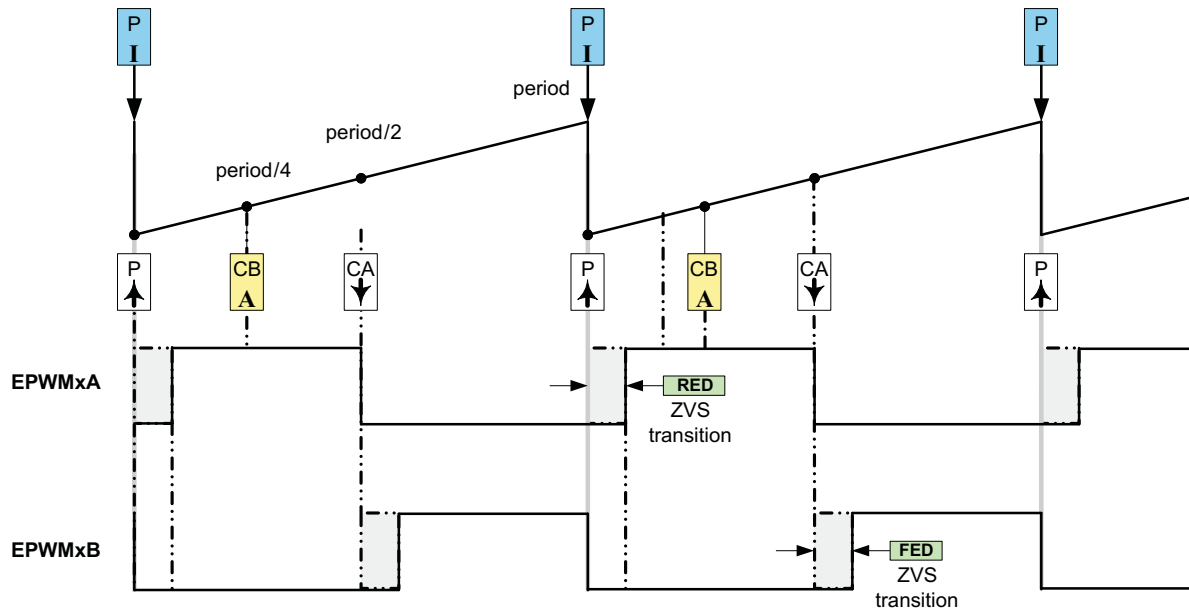 P
I
P
I
P
I
period
period/2
period/4
P
CB
A
CA
P
CB
A
CA
P
EPWMxA
RED
ZVS
transition
EPWMxB
FED
ZVS
transition